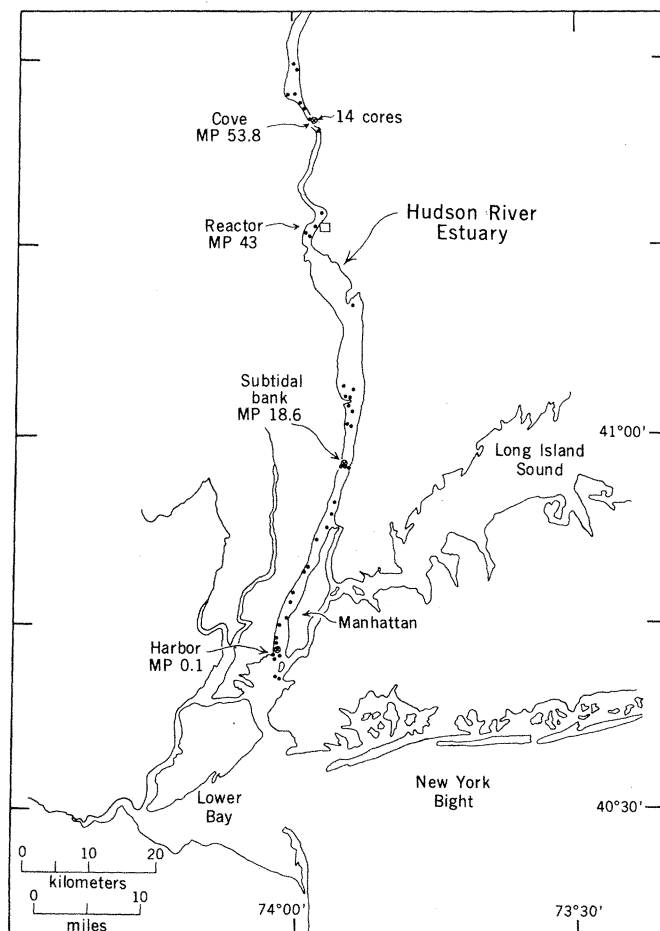 14 cores
Cove
MP 53.8
Reactor
MP 43
Hudson River
Estuary
Subtidal
bank
MP 18.6
41°00'
Long Island
Sound
Manhattan
Harbor
MP 0.1
Lower
Bay
New York
Bight
40°30'
0 10 20
kilometers
0 10
miles
74°00'
73°30'